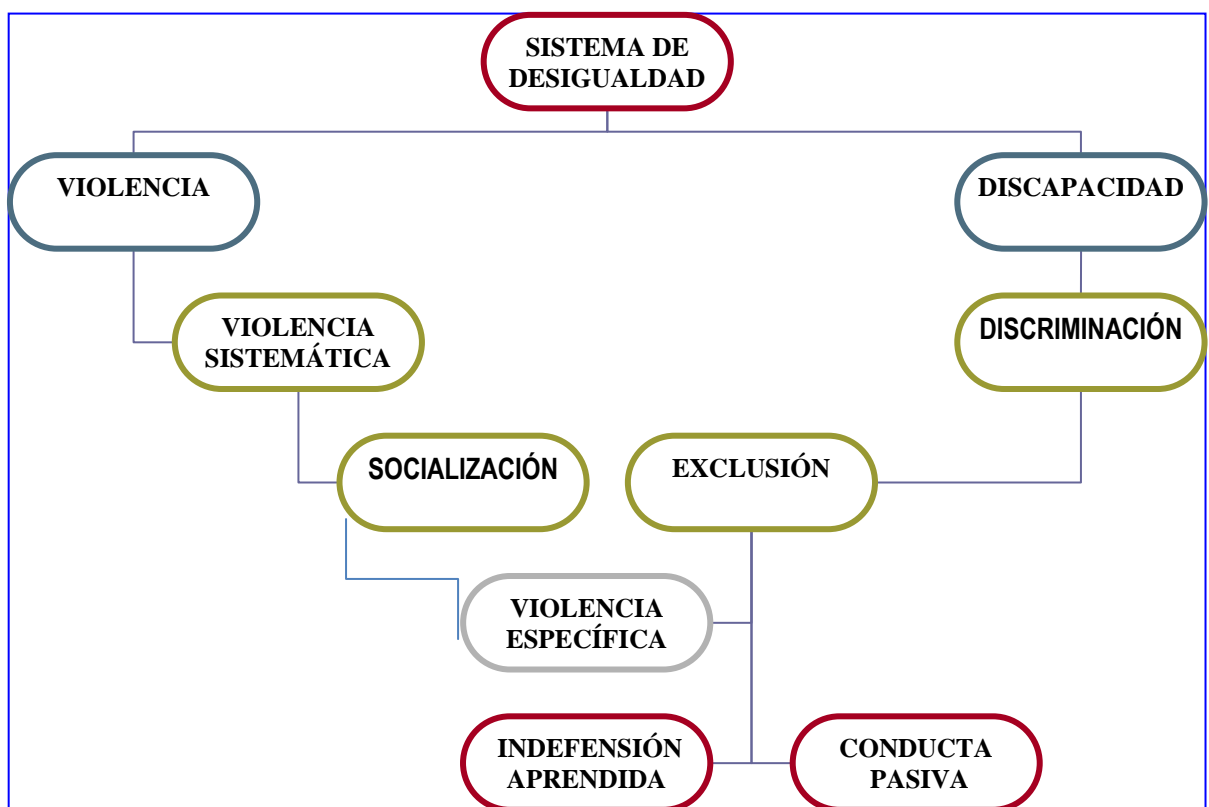 SISTEMA DE
DESIGUALDAD
VIOLENCIA
DISCAPACIDAD
VIOLENCIA
SISTEMÁTICA
DISCRIMINACIÓN
SOCIALIZACIÓN
EXCLUSIÓN
VIOLENCIA
ESPECÍFICA
INDEFENSIÓN
APRENDIDA
CONDUCTA
PASIVA